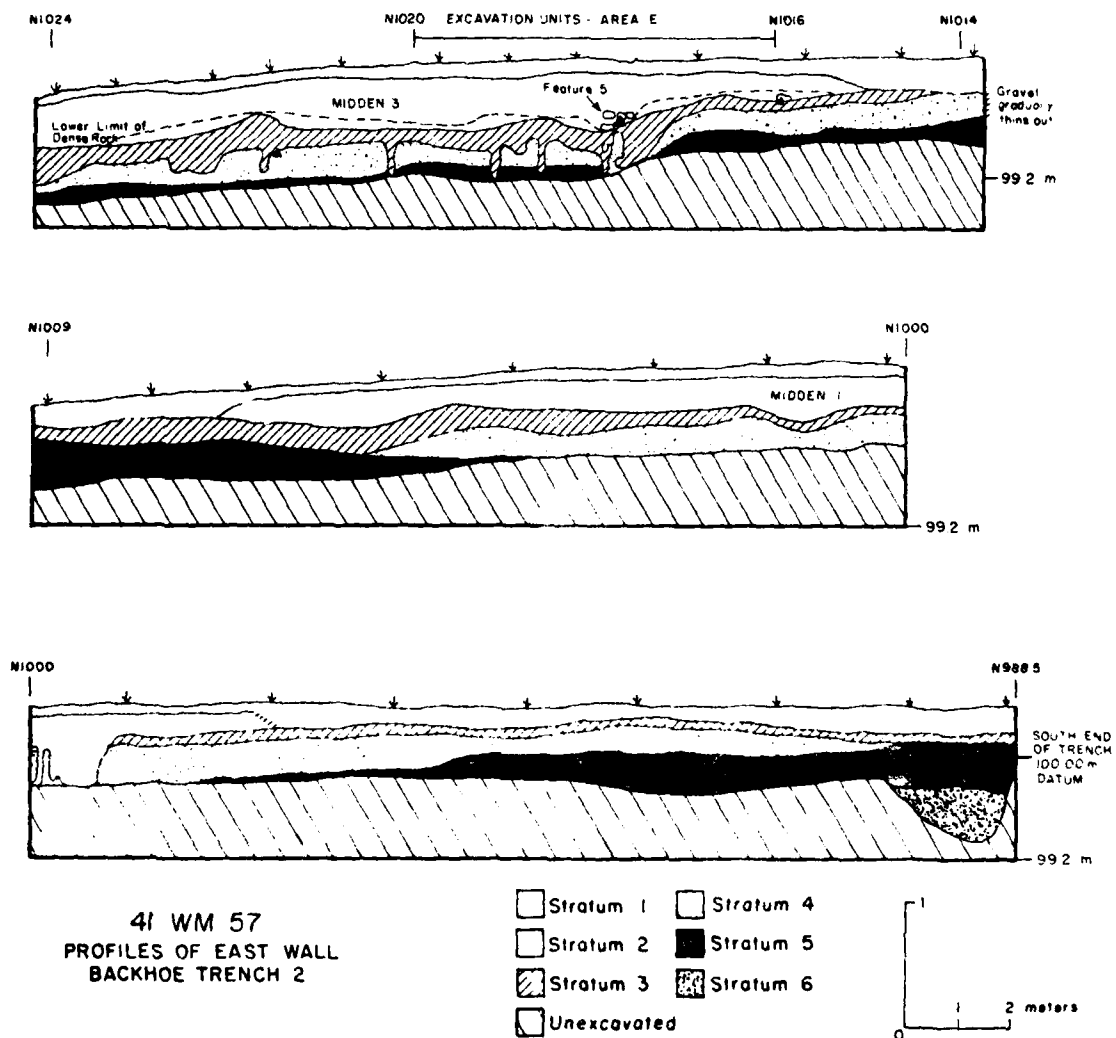 N1024 N1020 EXCAVATION UNITS - AREA E N1016 N1014
Feature 5
MIDDEN 3
Lower Limit of
Dense Rock
Gravel
gradually
thins out
99.2 m
N1009 N1000
MIDDEN 1
99.2 m
N1000 N988.5
SOUTH END
OF TRENCH
100.00 m
DATUM
99.2 m
41 WM 57
PROFILES OF EAST WALL
BACKHOE TRENCH 2
Stratum 1 Stratum 4
Stratum 2 Stratum 5
Stratum 3 Stratum 6
Unexcavated
1
0 1 2 meters